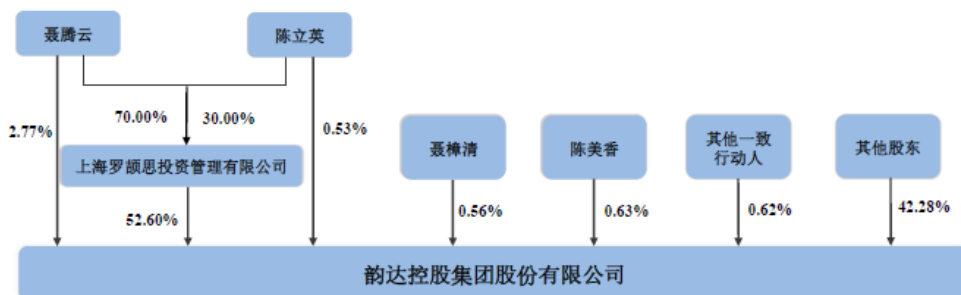 聂腾云
陈立英
2.77%
70.00%
30.00%
0.53%
上海罗颉思投资管理有限公司
聂樟清
陈美香
其他一致
行动人
其他股东
52.60%
0.56%
0.63%
0.62%
42.28%
韵达控股集团股份有限公司